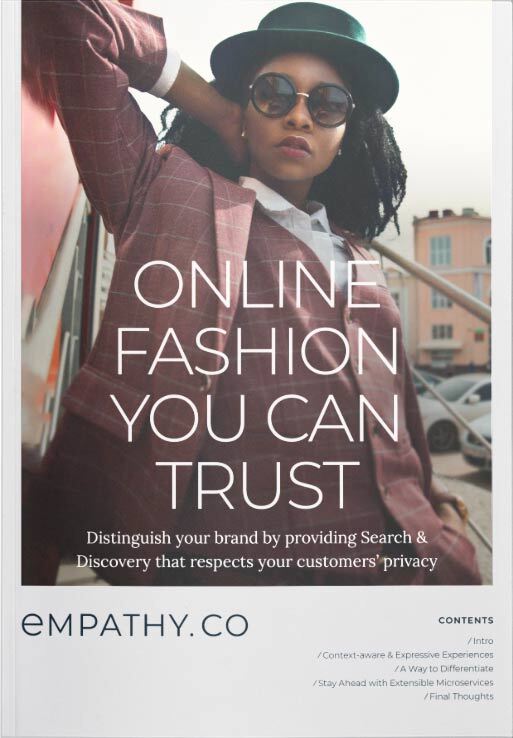 ONLINE
FASHION
YOU CAN
TRUST
Distinguish your brand by providing Search &
Discovery that respects your customers’ privacy
eMPATHY.CO
CONTENTS
/Intro
/Context-aware & Expressive Experiences
/A Way to Differentiate
/Stay Ahead with Extensible Microservices
/Final Thoughts